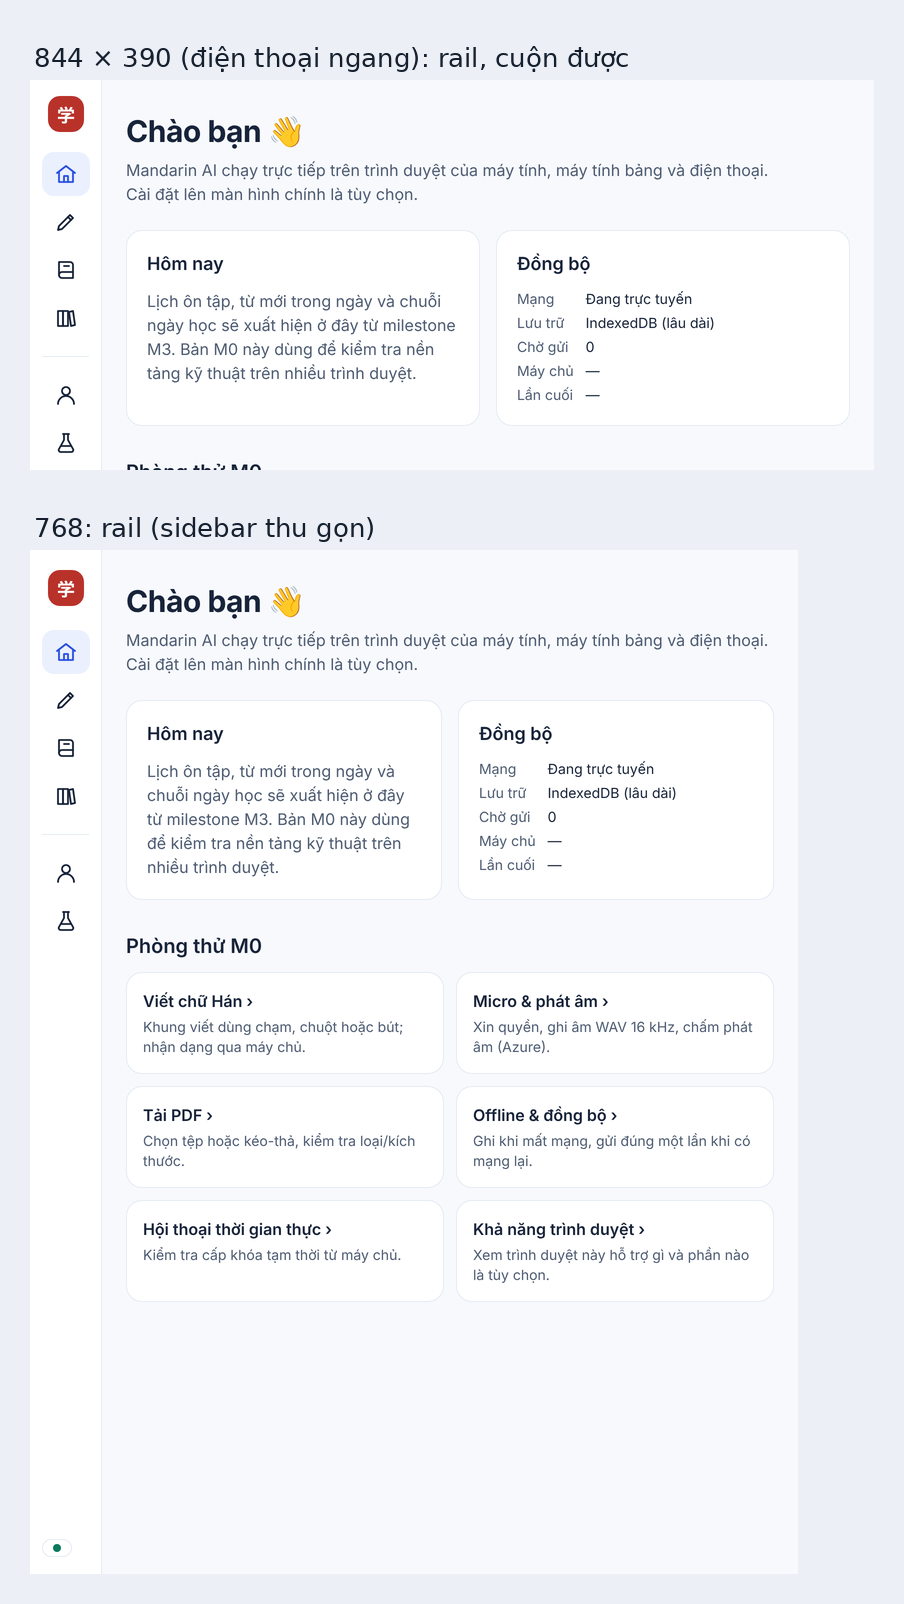 844 × 390 (điện thoại ngang): rail, cuộn được
学
Chào bạn 👋
Mandarin AI chạy trực tiếp trên trình duyệt của máy tính, máy tính bảng và điện thoại.
Cài đặt lên màn hình chính là tùy chọn.
Hôm nay
Lịch ôn tập, từ mới trong ngày và chuỗi
ngày học sẽ xuất hiện ở đây từ milestone
M3. Bản M0 này dùng để kiểm tra nền
tảng kỹ thuật trên nhiều trình duyệt.
Đồng bộ
Mạng Đang trực tuyến
Lưu trữ IndexedDB (lâu dài)
Chờ gửi 0
Máy chủ —
Lần cuối —
Phòng thử M0
768: rail (sidebar thu gọn)
学
Chào bạn 👋
Mandarin AI chạy trực tiếp trên trình duyệt của máy tính, máy tính bảng và điện thoại.
Cài đặt lên màn hình chính là tùy chọn.
Hôm nay
Lịch ôn tập, từ mới trong ngày và
chuỗi ngày học sẽ xuất hiện ở đây
từ milestone M3. Bản M0 này dùng
để kiểm tra nền tảng kỹ thuật trên
nhiều trình duyệt.
Đồng bộ
Mạng Đang trực tuyến
Lưu trữ IndexedDB (lâu dài)
Chờ gửi 0
Máy chủ —
Lần cuối —
Phòng thử M0
Viết chữ Hán ›
Khung viết dùng chạm, chuột hoặc bút;
nhận dạng qua máy chủ.
Micro & phát âm ›
Xin quyền, ghi âm WAV 16 kHz, chấm phát
âm (Azure).
Tải PDF ›
Chọn tệp hoặc kéo-thả, kiểm tra loại/kích
thước.
Offline & đồng bộ ›
Ghi khi mất mạng, gửi đúng một lần khi có
mạng lại.
Hội thoại thời gian thực ›
Kiểm tra cấp khóa tạm thời từ máy chủ.
Khả năng trình duyệt ›
Xem trình duyệt này hỗ trợ gì và phần nào
là tùy chọn.